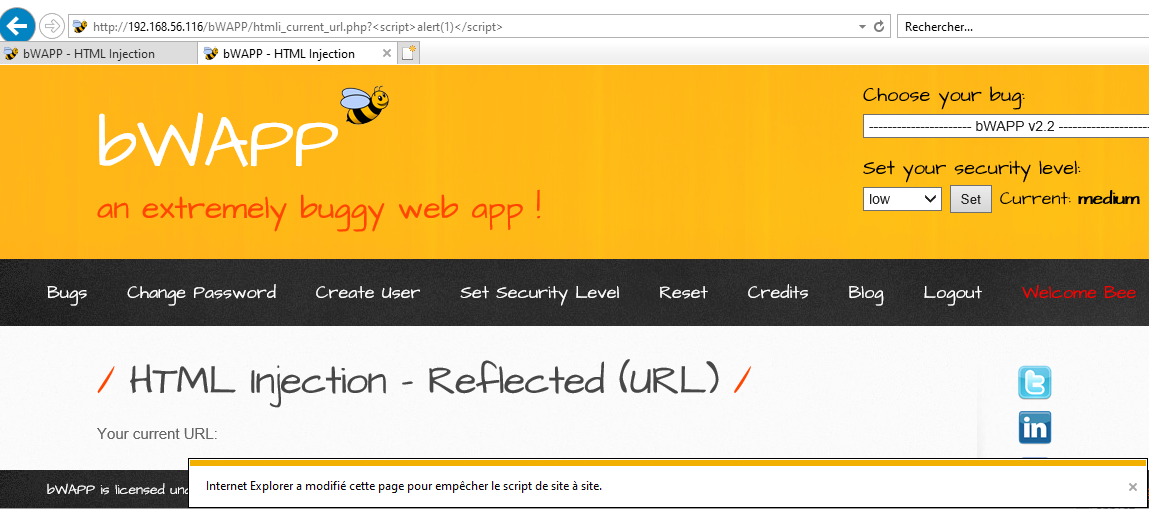 http://192.168.56.116/bWAPP/htmli_current_url.php?<script>alert(1)</script>
Rechercher...
bWAPP - HTML Injection
bWAPP - HTML Injection
bWAPP
an extremely buggy web app !
Choose your bug:
---------------------- bWAPP v2.2 --------------------
Set your security level:
low Set Current: medium
Bugs Change Password Create User Set Security Level Reset Credits Blog Logout Welcome Bee
/ HTML Injection - Reflected (URL) /
Your current URL:
in
bWAPP is licensed
Internet Explorer a modifié cette page pour empêcher le script de site à site.